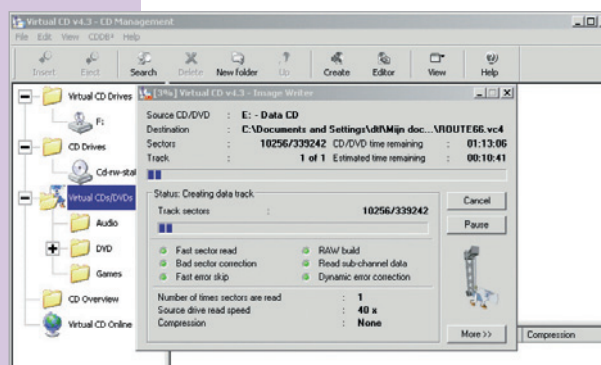 Virtual CD v4.3 - CD Management
File Edit View CDDB² Help
Insert Eject Search Delete New folder Up Create Editor View Help
Virtual CD Drives
F:
CD Drives
Cd-rw-stat
Virtual CDs/DVDs
Audio
DVD
Games
CD Overview
Virtual CD Online
[3%] Virtual CD v4.3 - Image Writer
Source CD/DVD : E: - Data CD
Destination : C:\Documents and Settings\dtf\Mijn doc...\ROUTE66.vc4
Sectors : 10256/339242 CD/DVD time remaining : 01:13:06
Track : 1 of 1 Estimated time remaining : 00:10:41
Status: Creating data track
Track sectors : 10256/339242
Cancel
Pause
Fast sector read RAW build
Bad sector correction Read sub-channel data
Fast error skip Dynamic error correction
Number of times sectors are read : 1
Source drive read speed : 40 x
Compression : None
More >>
Compression